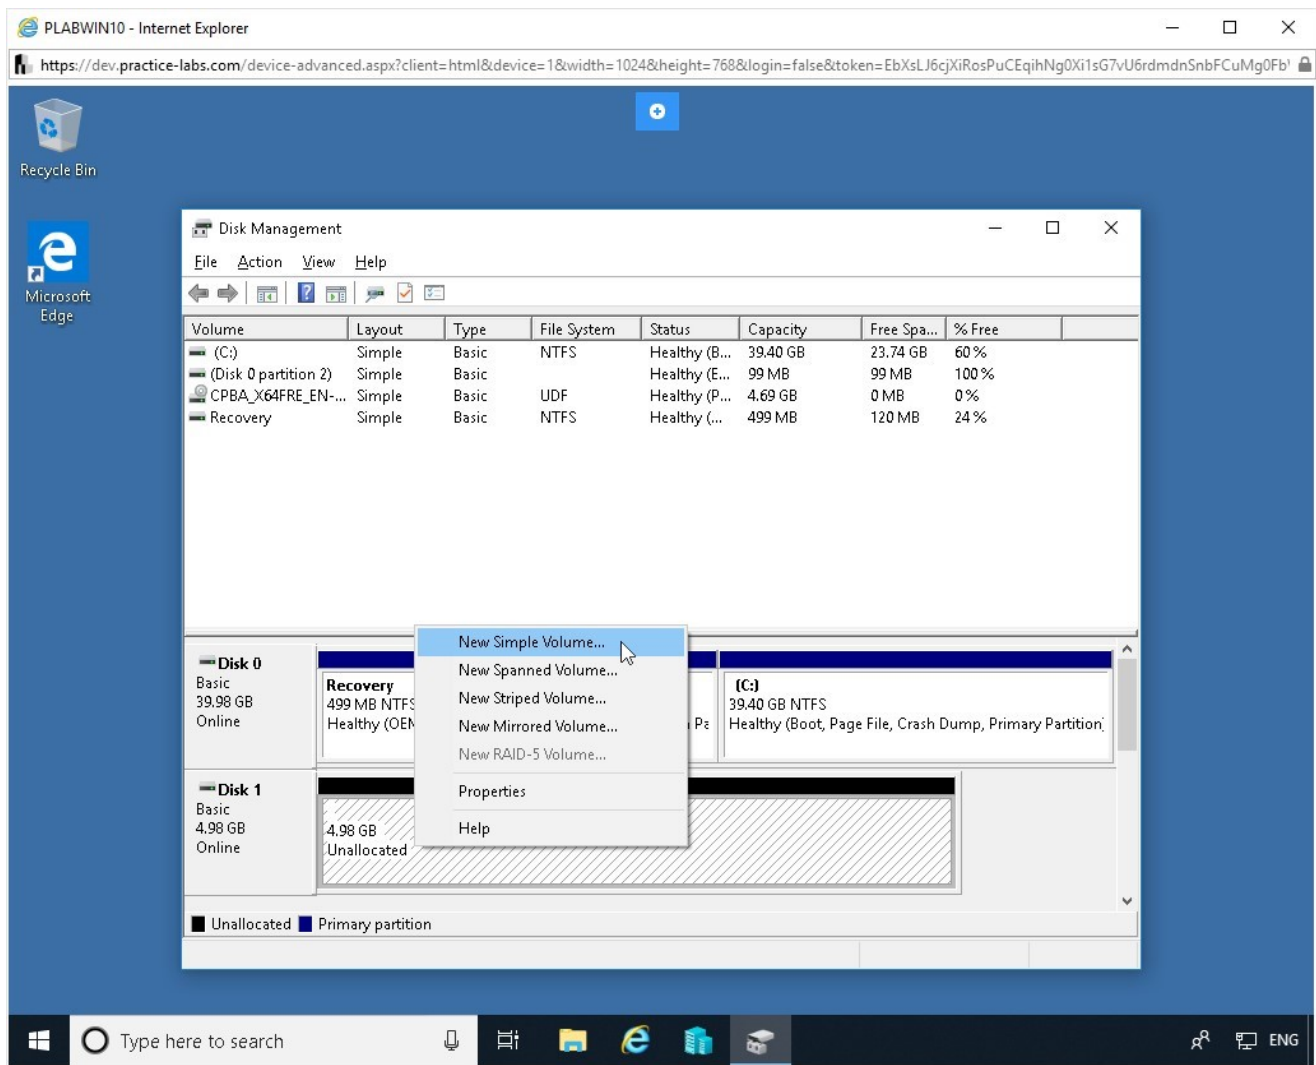 PLABWIN10 - Internet Explorer
https://dev.practice-labs.com/device-advanced.aspx?client=html&device=1&width=1024&height=768&login=false&token=EbXsLJ6cjXiRosPuCEqihNg0Xi1sG7vU6rdmdnSnbFCuMg0Fb
Recycle Bin
Microsoft
Edge
Disk Management
File Action View Help
Volume Layout Type File System Status Capacity Free Spa... % Free
(C:) Simple Basic NTFS Healthy (B... 39.40 GB 23.74 GB 60 %
(Disk 0 partition 2) Simple Basic Healthy (E... 99 MB 99 MB 100 %
CPBA_X64FRE_EN-... Simple Basic UDF Healthy (P... 4.69 GB 0 MB 0 %
Recovery Simple Basic NTFS Healthy (... 499 MB 120 MB 24 %
New Simple Volume...
New Spanned Volume...
New Striped Volume...
New Mirrored Volume...
New RAID-5 Volume...
Properties
Help
Disk 0
Basic
39.98 GB
Online
Recovery
499 MB NTFS
Healthy (OEM
(C:)
39.40 GB NTFS
Healthy (Boot, Page File, Crash Dump, Primary Partition)
Disk 1
Basic
4.98 GB
Online
4.98 GB
Unallocated
Unallocated Primary partition
Type here to search
ENG